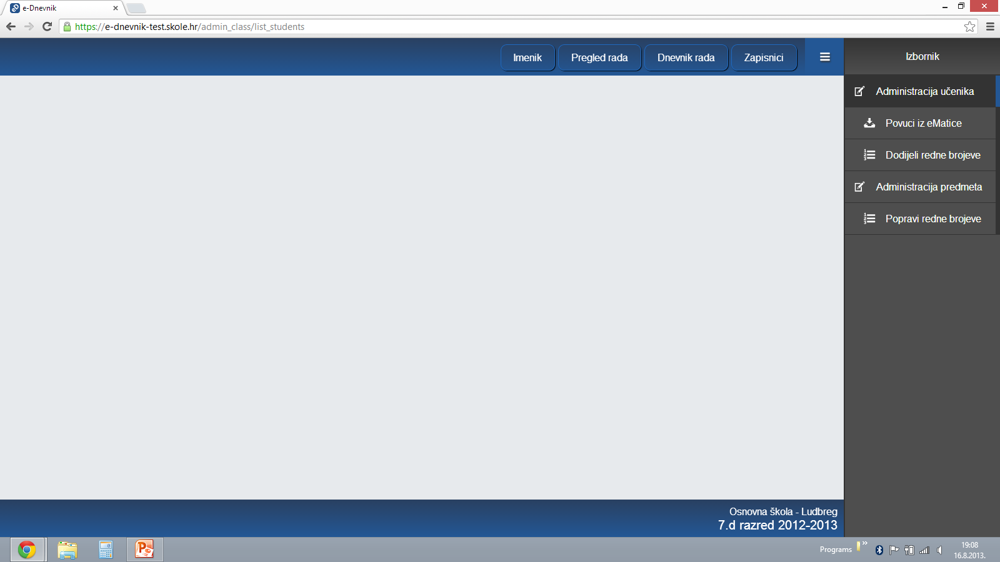 e-Dnevnik
https://e-dnevnik-test.skole.hr/admin_class/list_students
Imenik
Pregled rada
Dnevnik rada
Zapisnici
Izbornik
Administracija učenika
Povuci iz eMatice
Dodijeli redne brojeve
Administracija predmeta
Popravi redne brojeve
Osnovna škola - Ludbreg
7.d razred 2012-2013
Programs
19:08
16.8.2013.